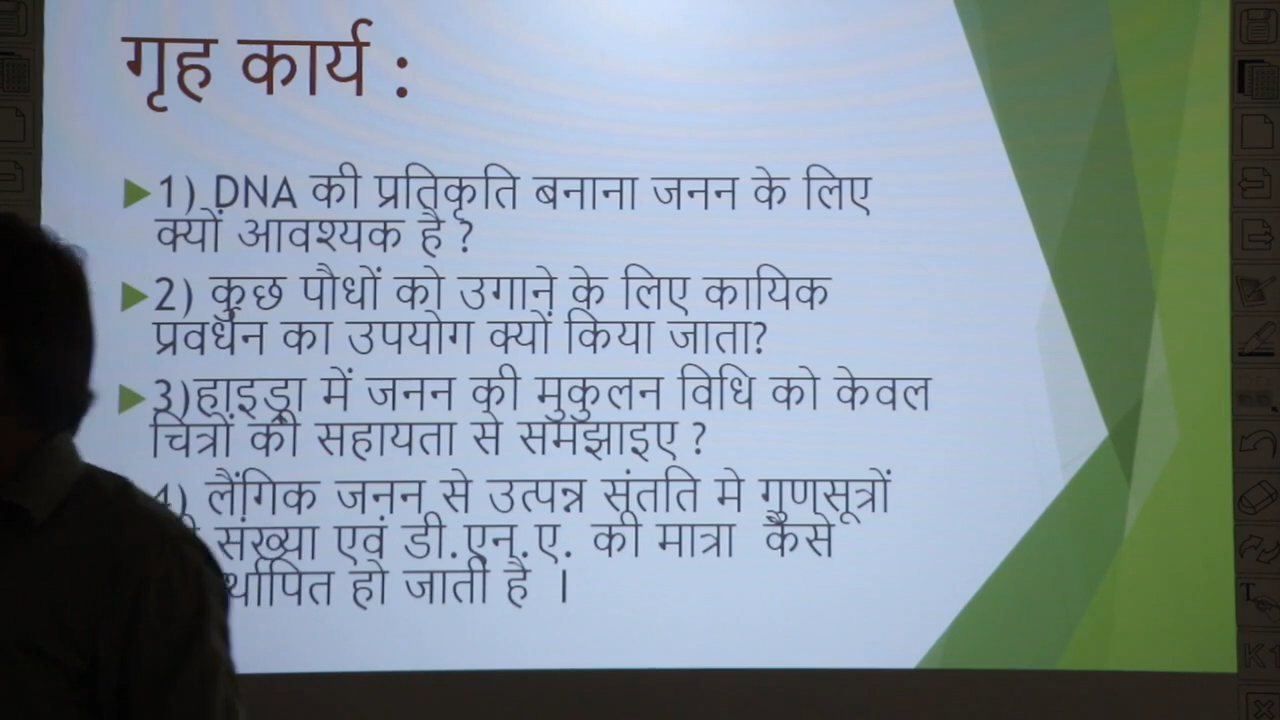 गृह कार्य :
1) DNA की प्रतिकृति बनाना जनन के लिए
क्यों आवश्यक है ?
2) कुछ पौधों को उगाने के लिए कायिक
प्रवर्धन का उपयोग क्यों किया जाता?
3)हाइड्रा में जनन की मुकुलन विधि को केवल
चित्रों की सहायता से समझाइए ?
4) लैंगिक जनन से उत्पन्न संतति मे गुणसूत्रों
संख्या एवं डी.एन.ए. की मात्रा कैसे
हो जाती है ।